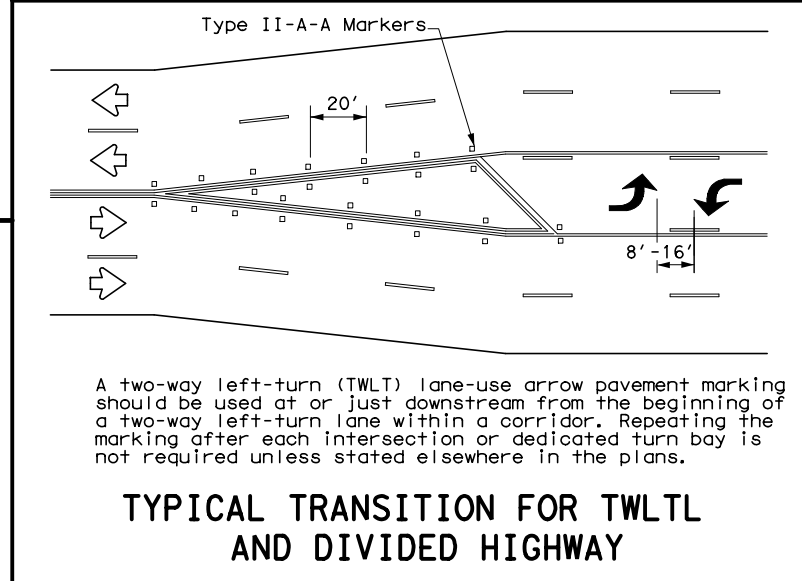 Type II-A-A Markers
20'
8'-16'
A two-way left-turn (TWLT) lane-use arrow pavement marking
should be used at or just downstream from the beginning of
a two-way left-turn lane within a corridor. Repeating the
marking after each intersection or dedicated turn bay is
not required unless stated elsewhere in the plans.
TYPICAL TRANSITION FOR TWLTL
AND DIVIDED HIGHWAY